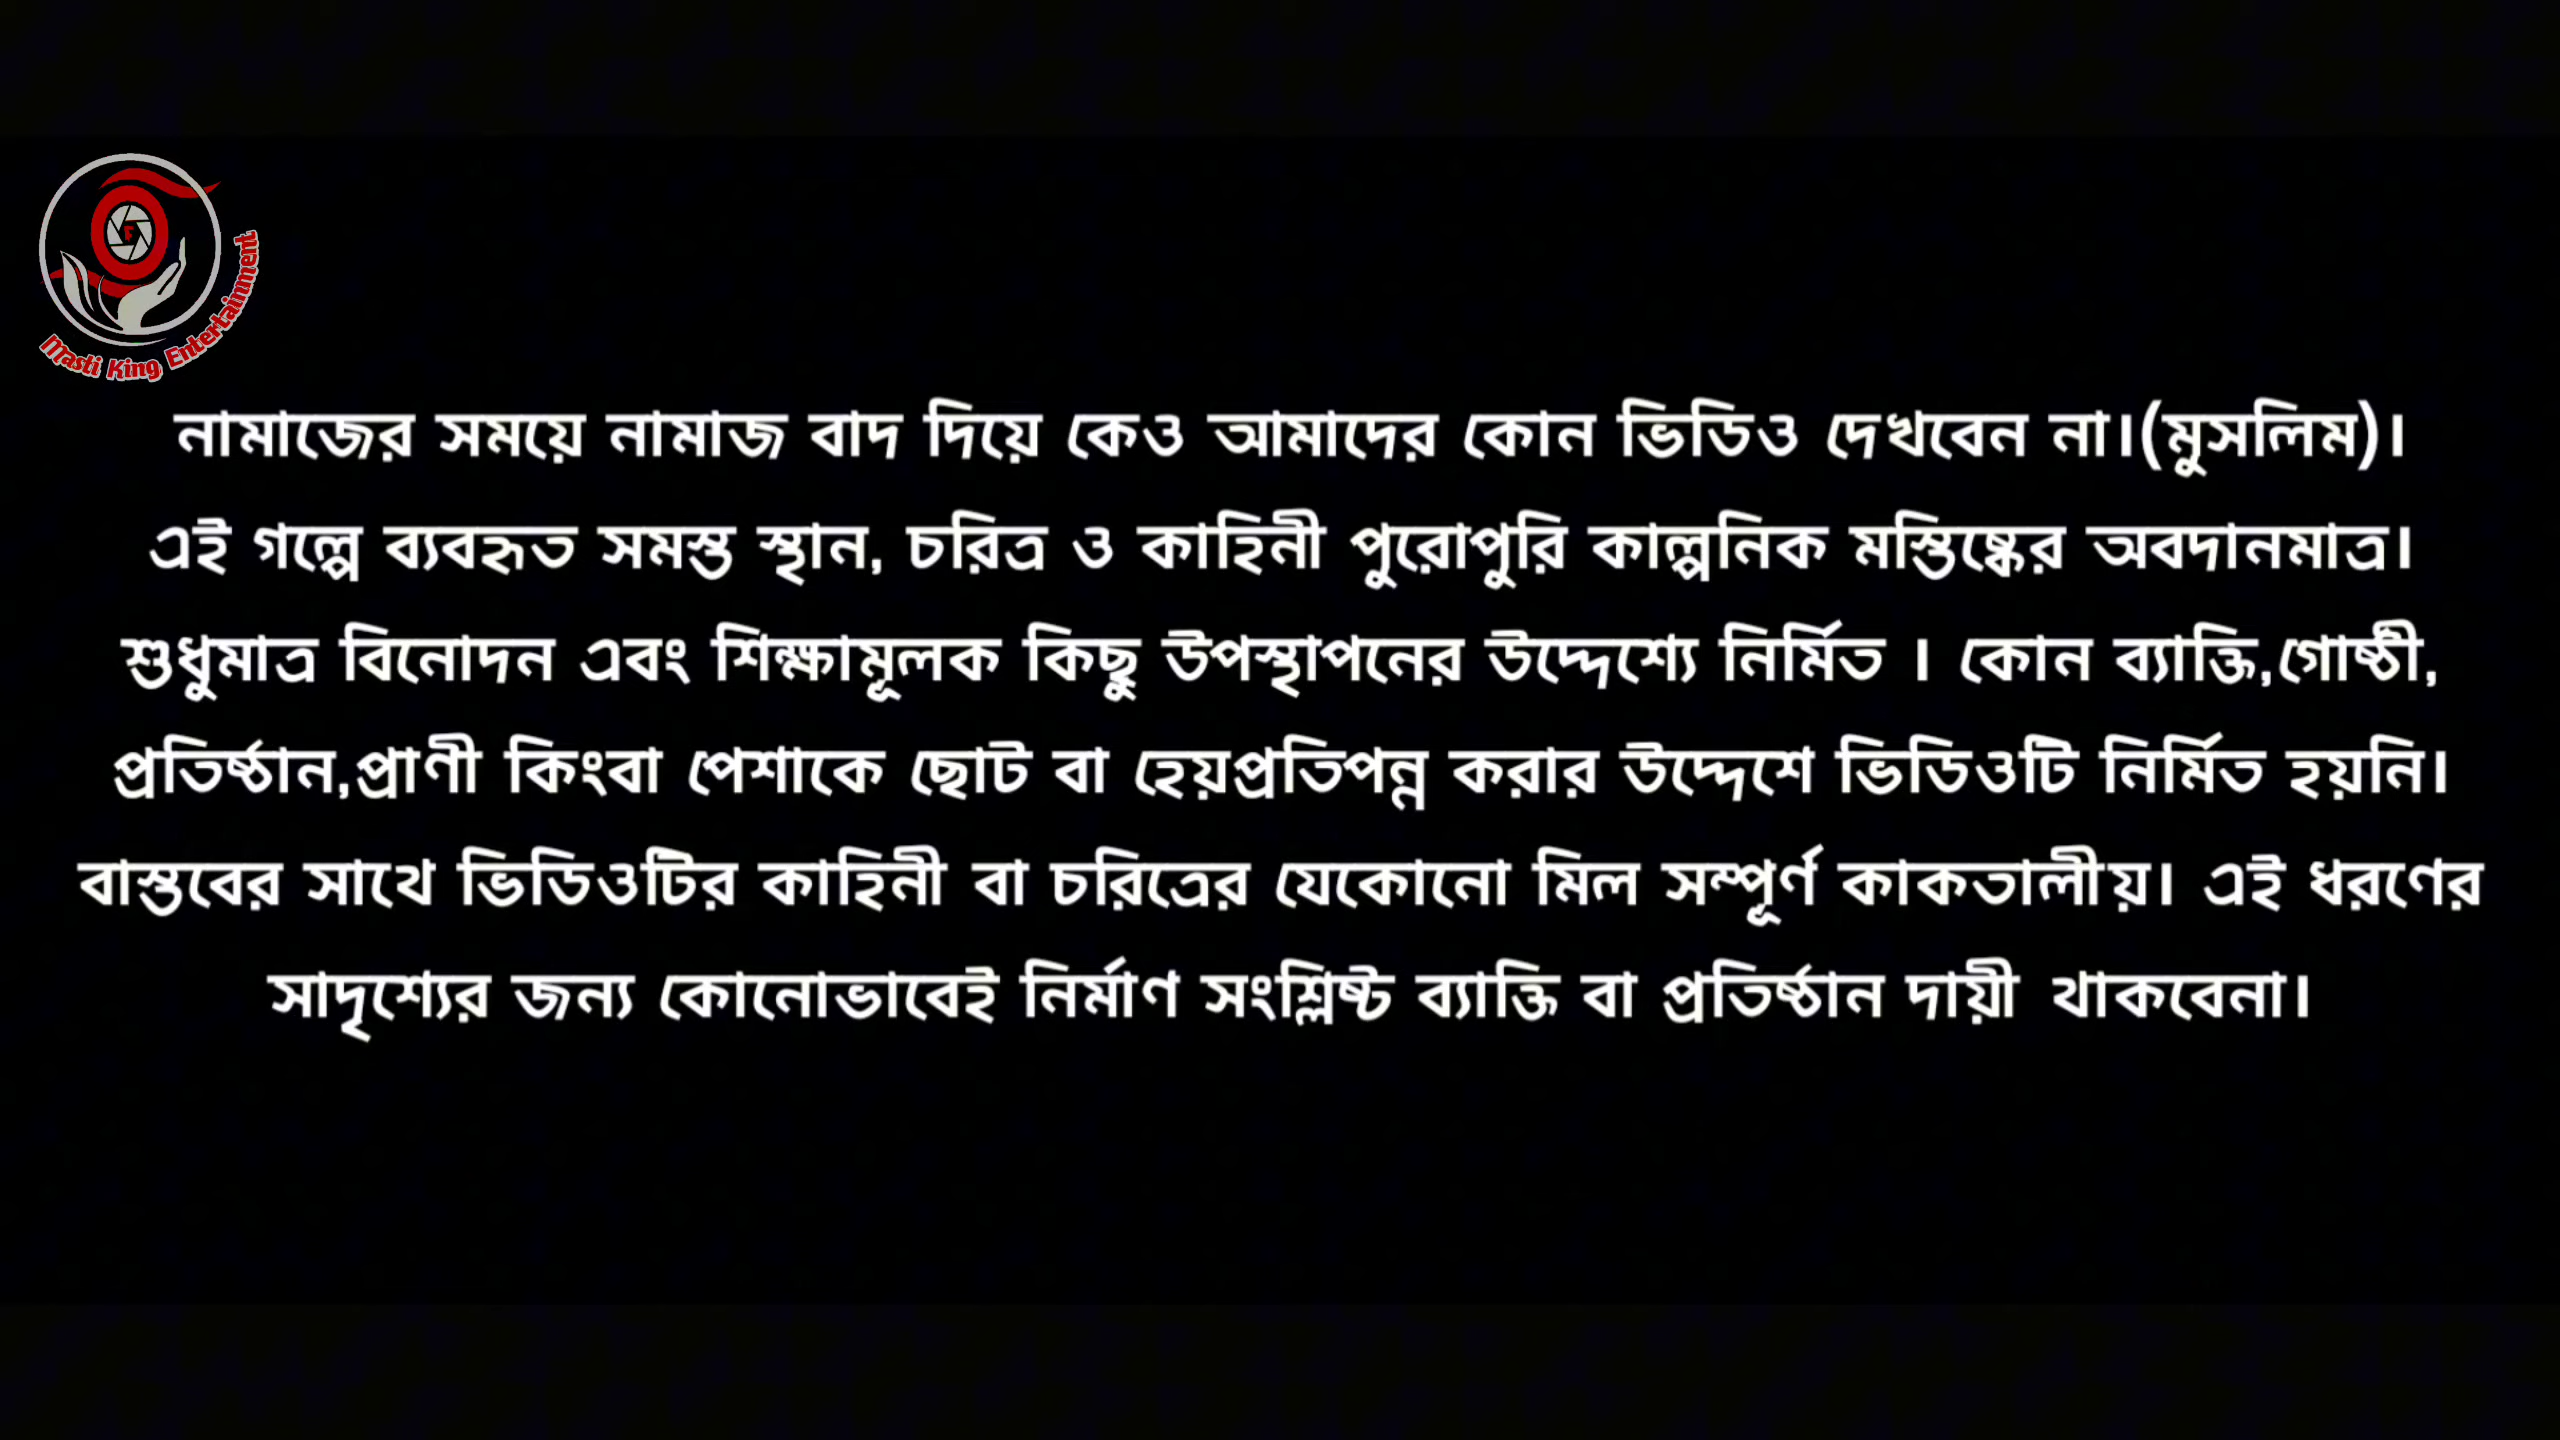 Masti King Entertainment
নামাজের সময়ে নামাজ বাদ দিয়ে কেও আমাদের কোন ভিডিও দেখবেন না।(মুসলিম)।
এই গল্পে ব্যবহৃত সমস্ত স্থান, চরিত্র ও কাহিনী পুরোপুরি কাল্পনিক মস্তিষ্কের অবদানমাত্র।
শুধুমাত্র বিনোদন এবং শিক্ষামূলক কিছু উপস্থাপনের উদ্দেশ্যে নির্মিত । কোন ব্যাক্তি,গোষ্ঠী,
প্রতিষ্ঠান,প্রাণী কিংবা পেশাকে ছোট বা হেয়প্রতিপন্ন করার উদ্দেশে ভিডিওটি নির্মিত হয়নি।
বাস্তবের সাথে ভিডিওটির কাহিনী বা চরিত্রের যেকোনো মিল সম্পূর্ণ কাকতালীয়। এই ধরণের
সাদৃশ্যের জন্য কোনোভাবেই নির্মাণ সংশ্লিষ্ট ব্যাক্তি বা প্রতিষ্ঠান দায়ী থাকবেনা।